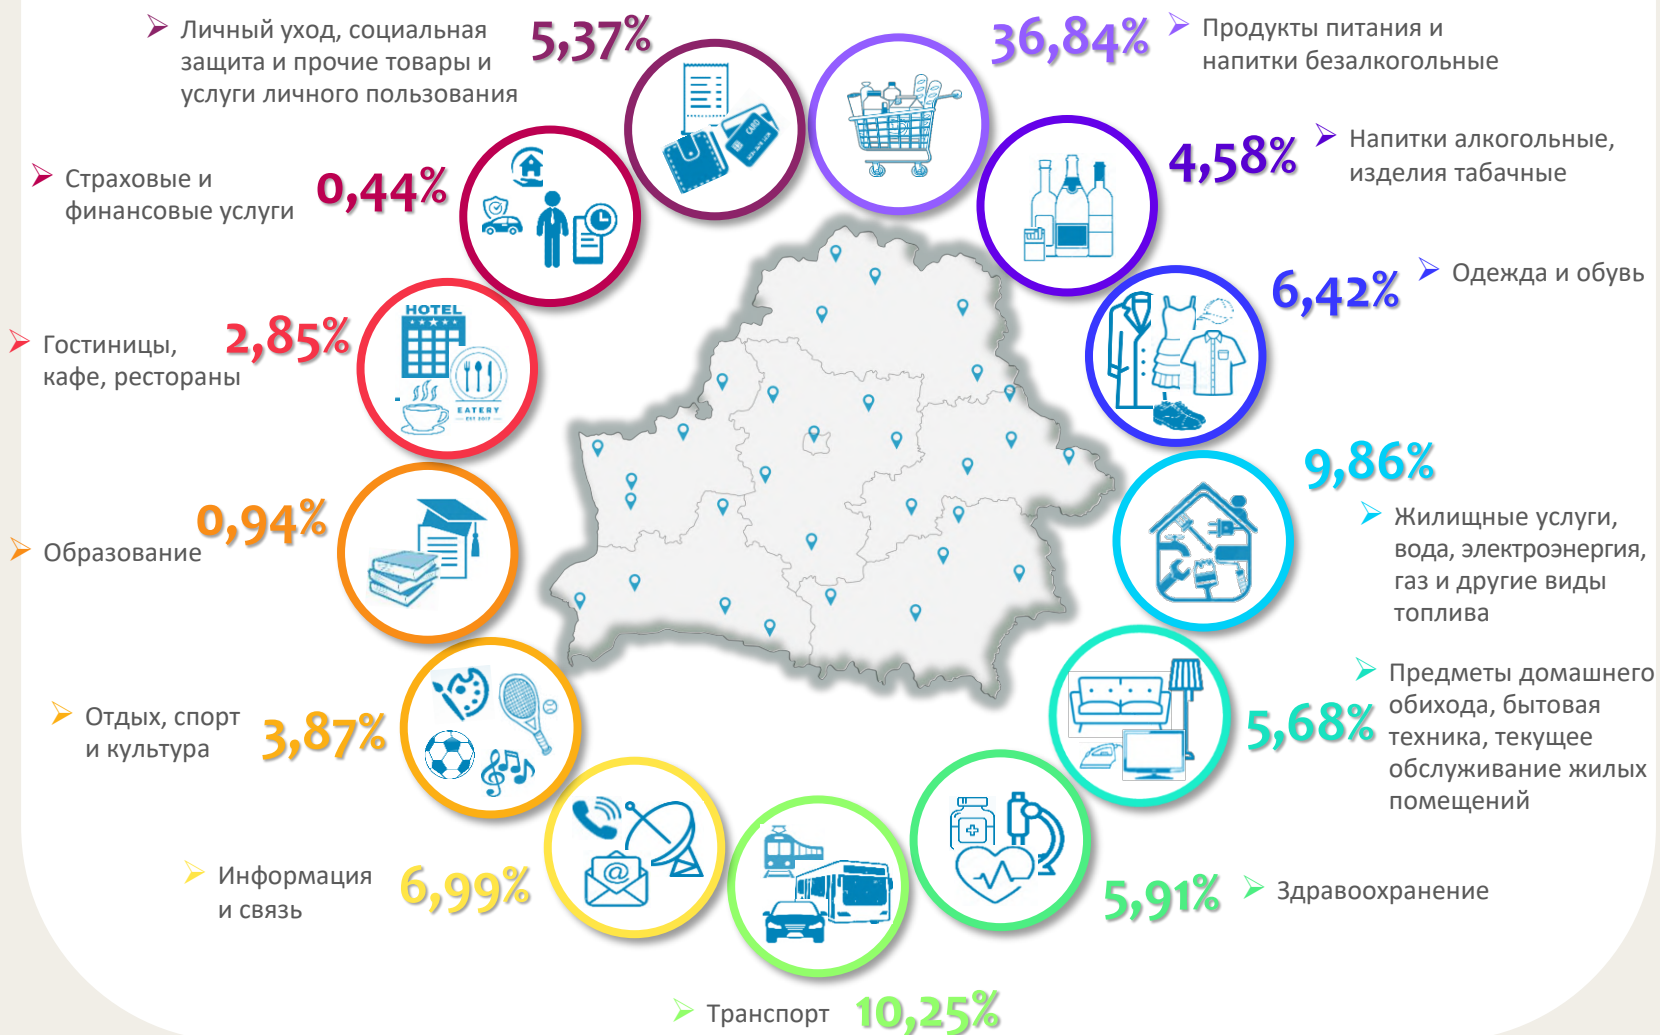 Личный уход, социальная
защита и прочие товары и
услуги личного пользования
5,37%
36,84%
Продукты питания и
напитки безалкогольные
4,58%
Напитки алкогольные,
изделия табачные
6,42%
Одежда и обувь
9,86%
Жилищные услуги,
вода, электроэнергия,
газ и другие виды
топлива
5,68%
Предметы домашнего
обихода, бытовая
техника, текущее
обслуживание жилых
помещений
5,91%
Здравоохранение
Транспорт
10,25%
Информация
и связь
6,99%
Отдых, спорт
и культура
3,87%
Образование
0,94%
Гостиницы,
кафе, рестораны
2,85%
HOTEL
EATERY
Страховые и
финансовые услуги
0,44%
CARD
@